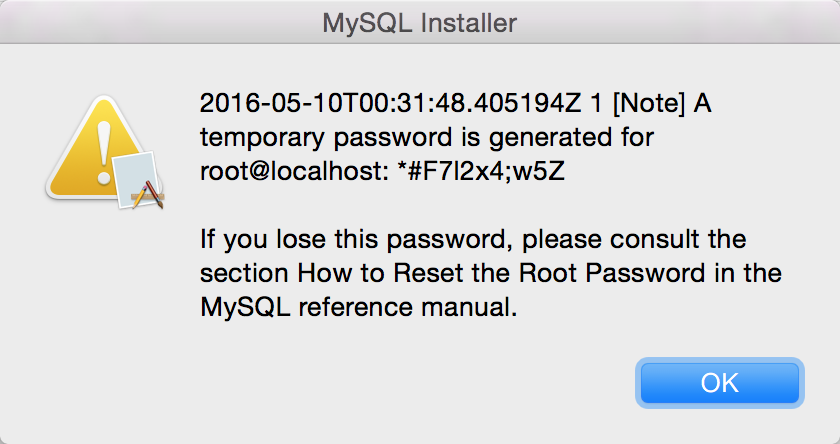 MySQL Installer
2016-05-10T00:31:48.405194Z 1 [Note] A
temporary password is generated for
root@localhost: *#F7l2x4;w5Z
If you lose this password, please consult the
section How to Reset the Root Password in the
MySQL reference manual.
OK